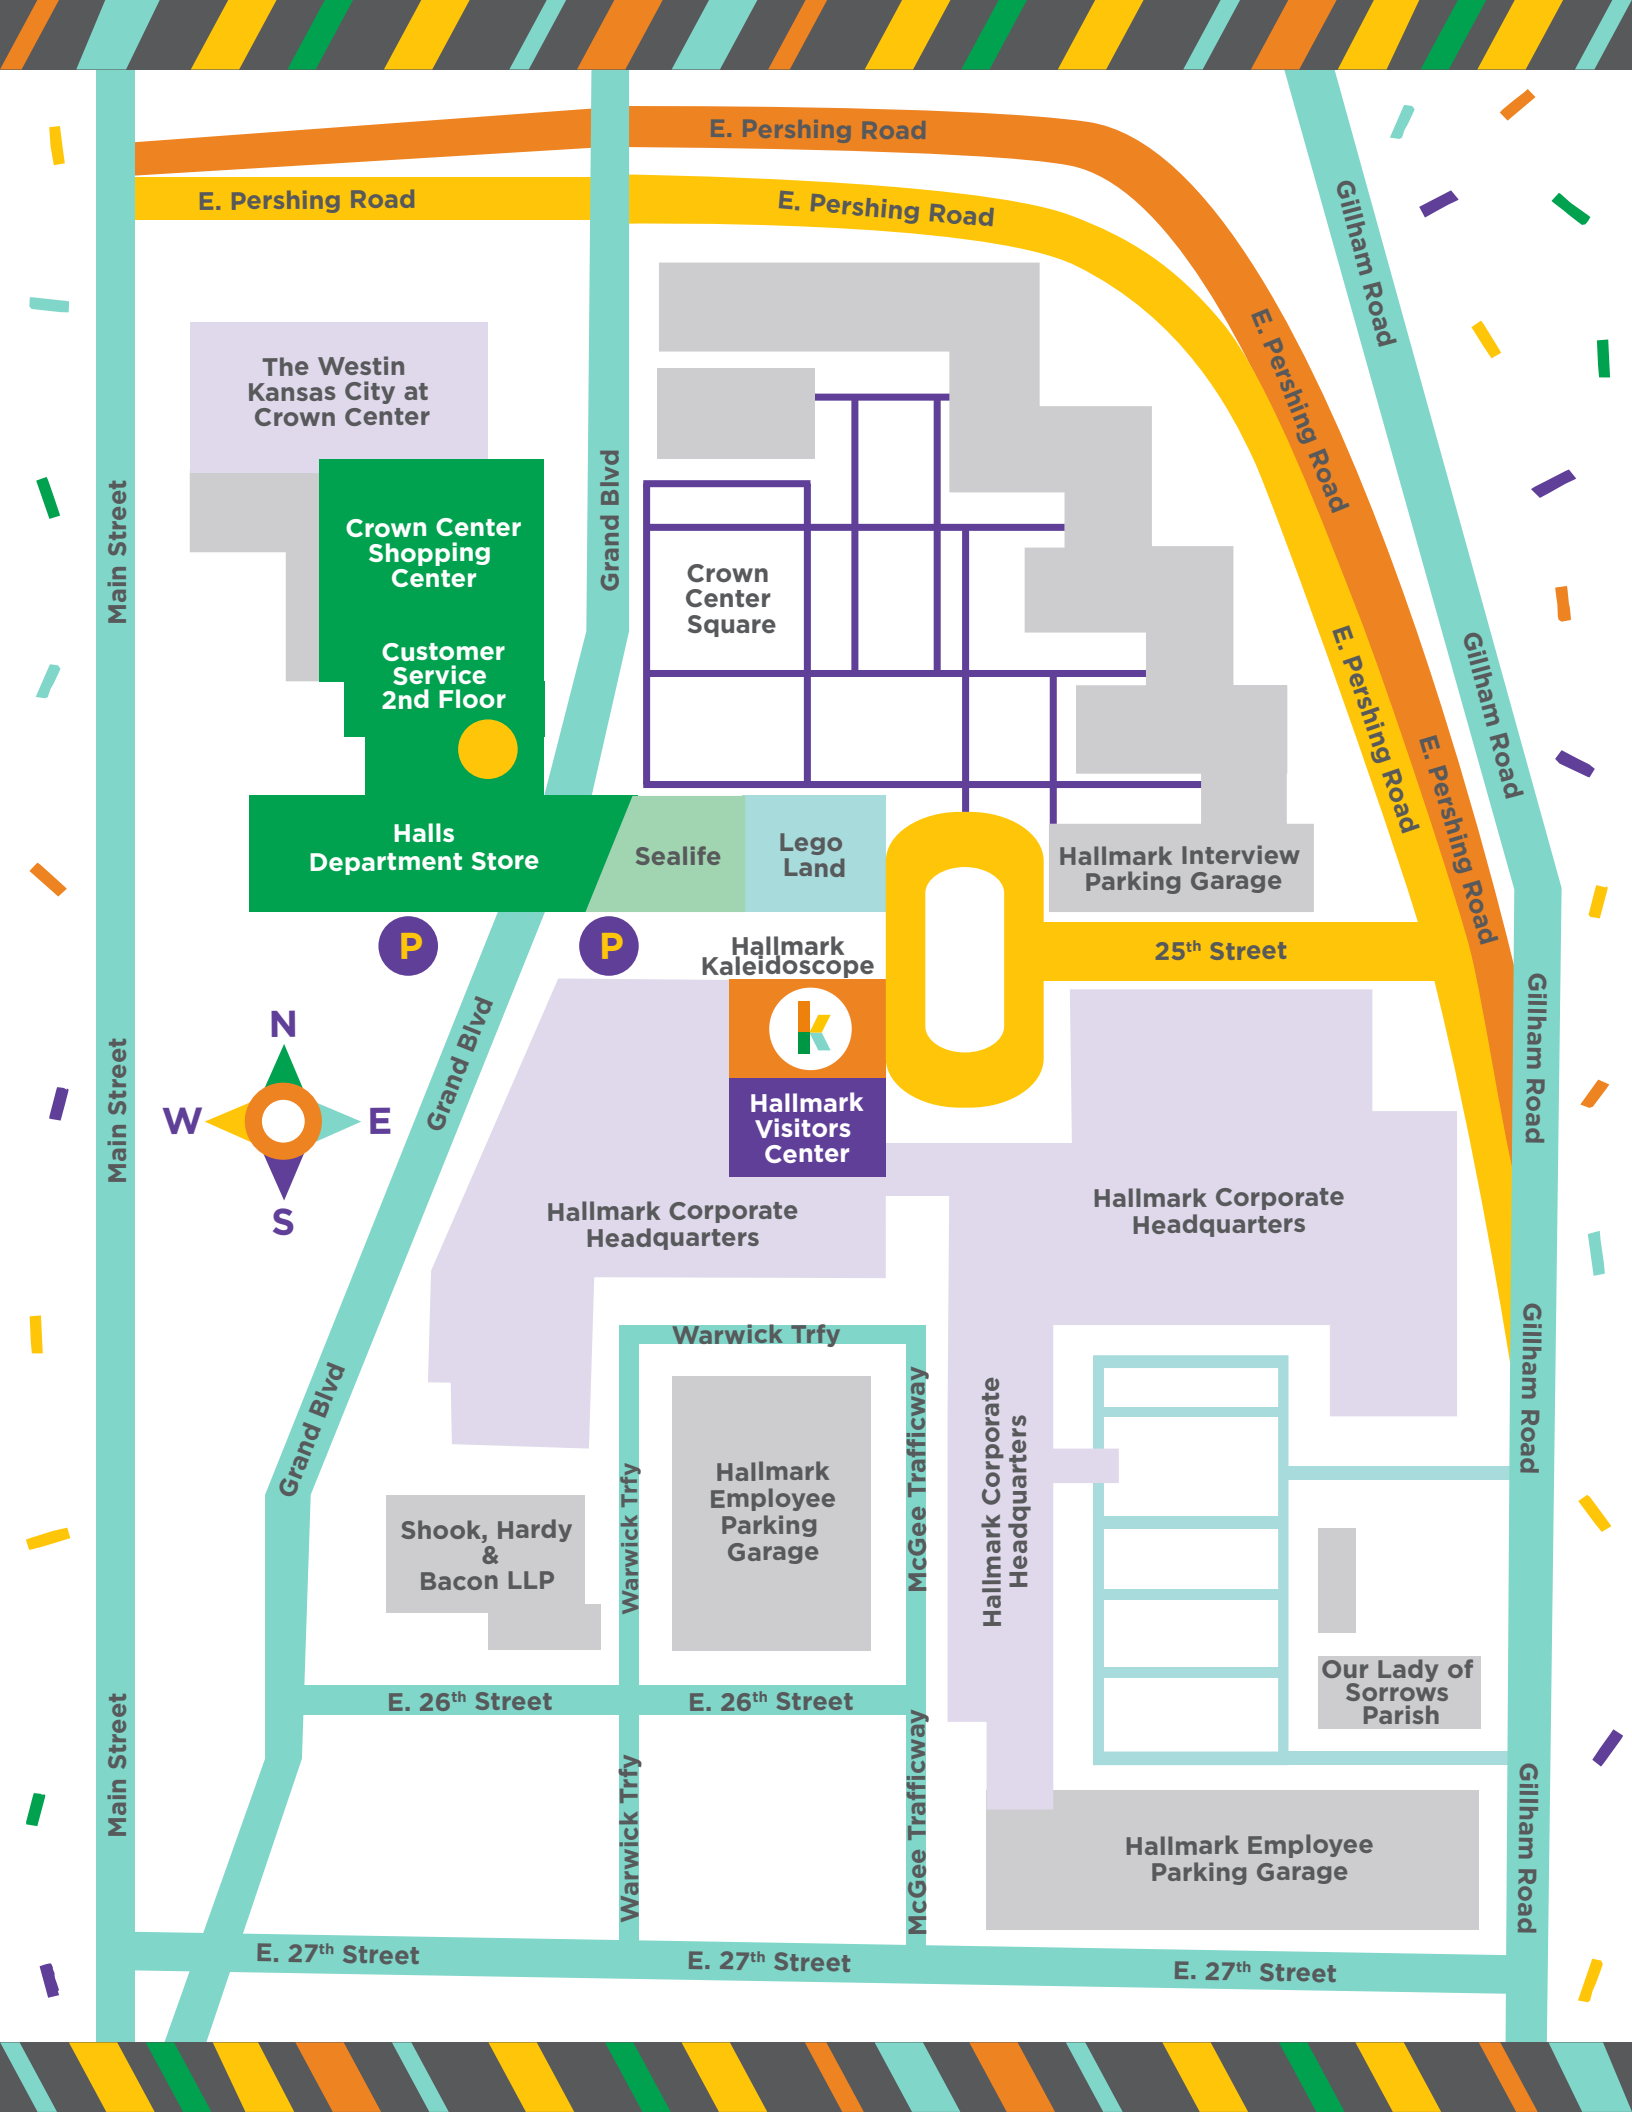 E. Pershing Road
E. Pershing Road
E. Pershing Road
Gillham Road
E. Pershing Road
The Westin
Kansas City at
Crown Center
Main Street
Grand Blvd
Crown Center
Shopping
Center
Crown
Center
Square
Customer
Service
2nd Floor
E. Pershing Road
Gillham Road
E. Pershing Road
Halls
Department Store
Sealife
Lego
Land
Hallmark Interview
Parking Garage
P
P
Hallmark
Kaleidoscope
25th Street
k
N
W
E
S
Main Street
Grand Blvd
Hallmark
Visitors
Center
Gillham Road
Hallmark Corporate
Headquarters
Hallmark Corporate
Headquarters
Warwick Trfy
Grand Blvd
Gillham Road
Hallmark
Employee
Parking
Garage
Warwick Trfy
McGee Trafficway
Hallmark Corporate
Headquarters
Shook, Hardy
&
Bacon LLP
Our Lady of
Sorrows
Parish
E. 26th Street
E. 26th Street
Main Street
Warwick Trfy
McGee Trafficway
Hallmark Employee
Parking Garage
Gillham Road
E. 27th Street
E. 27th Street
E. 27th Street